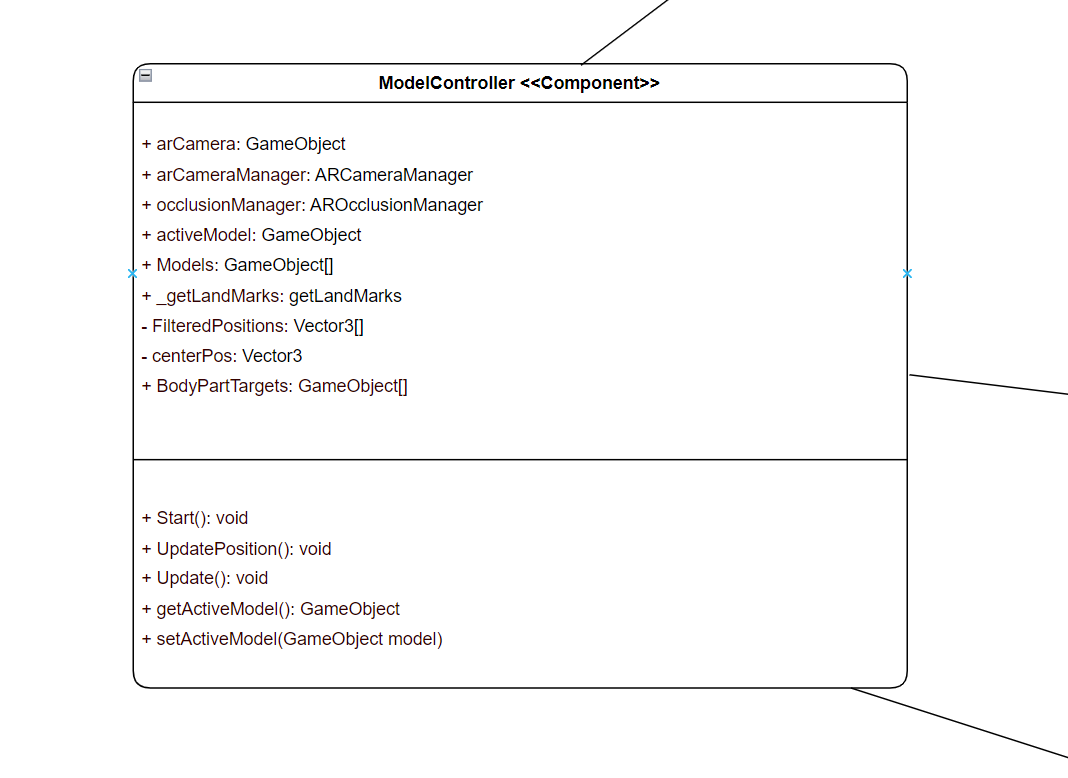 ModelController <<Component>>
+ arCamera: GameObject
+ arCameraManager: ARCameraManager
+ occlusionManager: AROcclusionManager
+ activeModel: GameObject
+ Models: GameObject[]
+ _getLandMarks: getLandMarks
- FilteredPositions: Vector3[]
- centerPos: Vector3
+ BodyPartTargets: GameObject[]
+ Start(): void
+ UpdatePosition(): void
+ Update(): void
+ getActiveModel(): GameObject
+ setActiveModel(GameObject model)